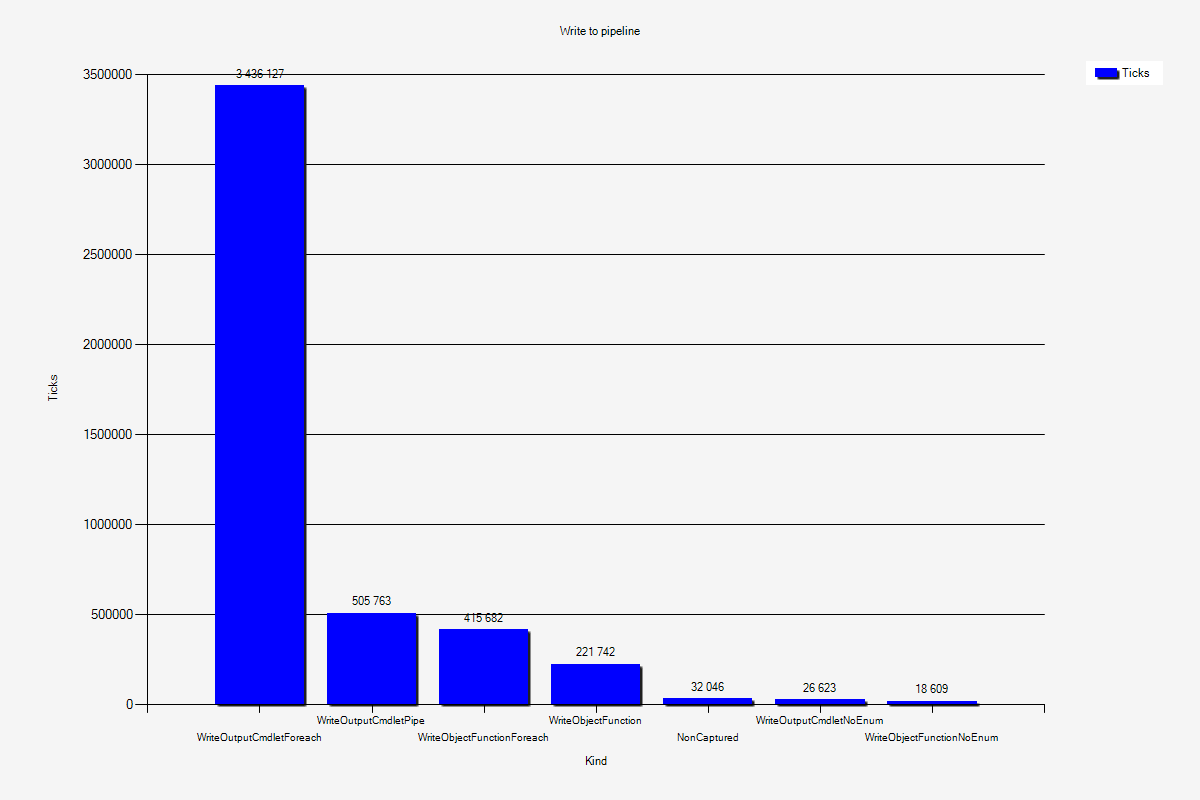 Write to pipeline
Ticks
3500000
3000000
2500000
2000000
1500000
1000000
500000
0
Ticks
3 436 127
505 763
415 682
221 742
32 046
26 623
18 609
WriteOutputCmdletForeach
WriteOutputCmdletPipe
WriteObjectFunctionForeach
WriteObjectFunction
NonCaptured
WriteOutputCmdletNoEnum
WriteObjectFunctionNoEnum
Kind